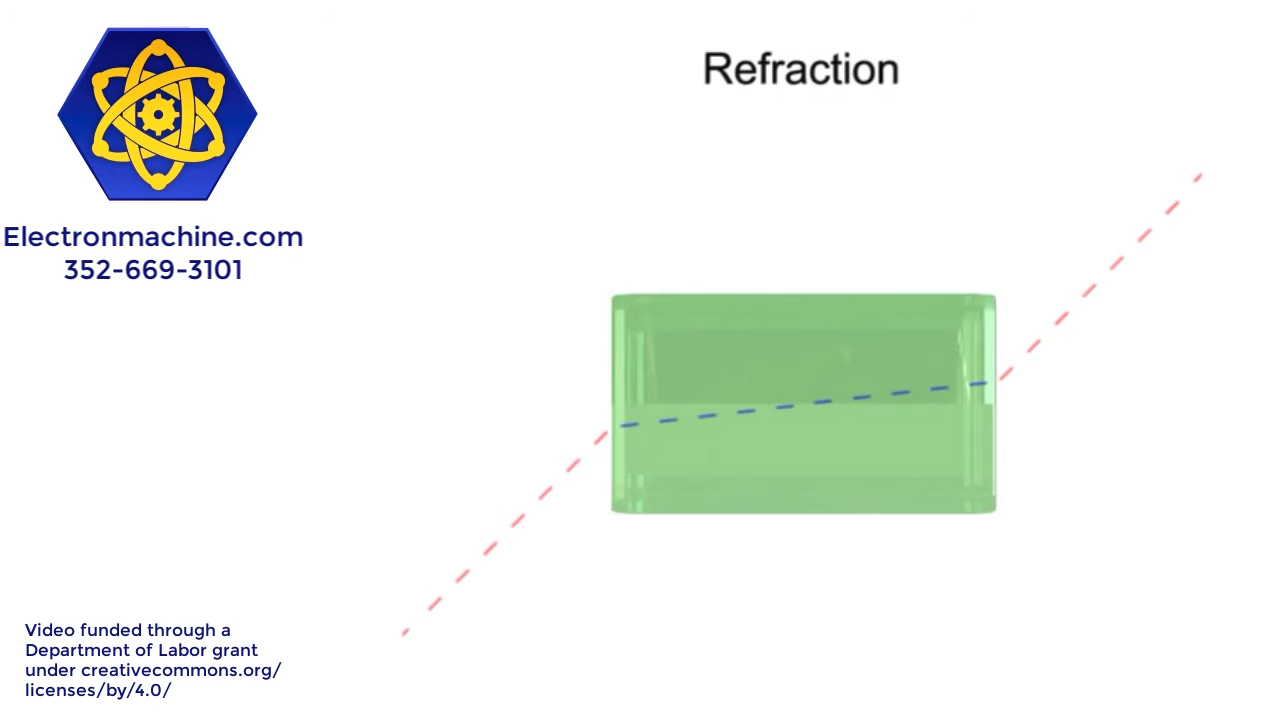 Refraction
Electronmachine.com
352-669-3101
Video funded through a
Department of Labor grant
under creativecommons.org/
licenses/by/4.0/